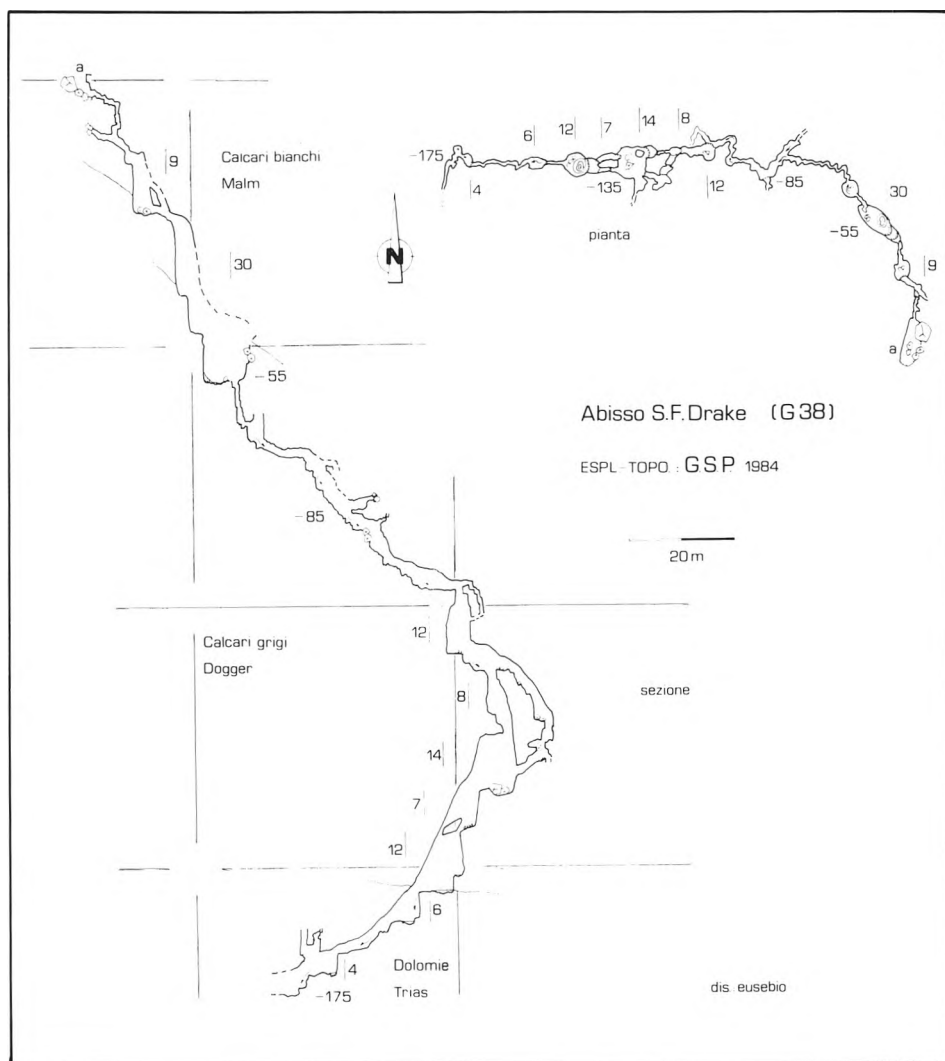 a
9
Calcari bianchi
Malm
30
-55
-85
12
Calcari grigi
Dogger
8
14
7
12
6
4
-175
Dolomie
Trias
sezione
dis. eusebio
-175
4
6
12
7
-135
14
8
12
-85
30
-55
9
a
pianta
N
Abisso S.F. Drake (G38)
ESPL-TOPO.: G.S.P. 1984
20m